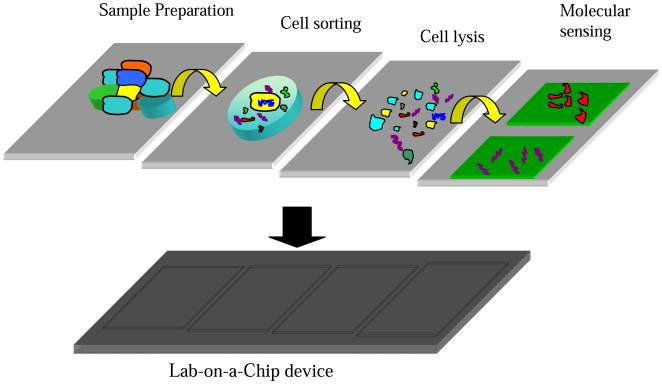 Sample Preparation
Cell sorting
Cell lysis
Molecular
sensing
Lab-on-a-Chip device